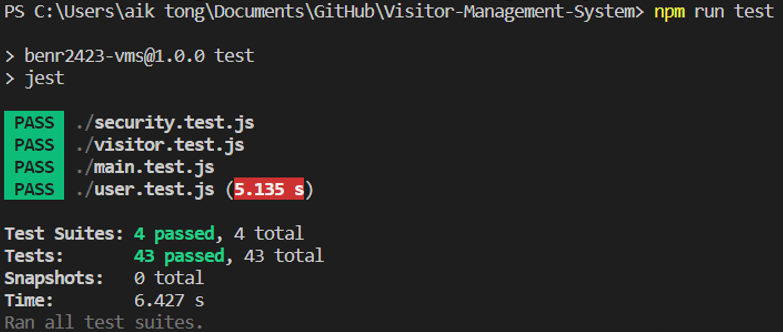 PS C:\Users\aik tong\Documents\GitHub\Visitor-Management-System> npm run test
> benr2423-vms@1.0.0 test
> jest
PASS ./security.test.js
PASS ./visitor.test.js
PASS ./main.test.js
PASS ./user.test.js (5.135 s)
Test Suites: 4 passed, 4 total
Tests: 43 passed, 43 total
Snapshots: 0 total
Time: 6.427 s
Ran all test suites.